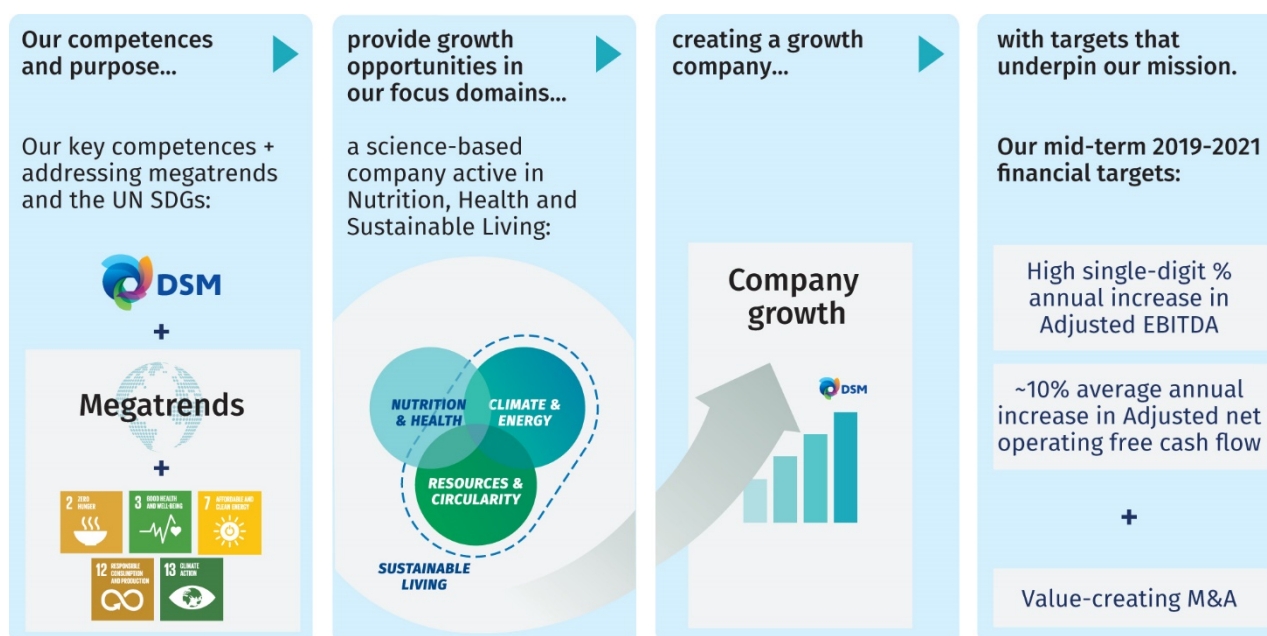 Our competences
and purpose...
Our key competences +
addressing megatrends
and the UN SDGs:
DSM
+
Megatrends
+
2 ZERO
HUNGER
3 GOOD HEALTH
AND WELL-BEING
7 AFFORDABLE AND
CLEAN ENERGY
12 RESPONSIBLE
CONSUMPTION
AND PRODUCTION
13 CLIMATE
ACTION
provide growth
opportunities in
our focus domains...
a science-based
company active in
Nutrition, Health and
Sustainable Living:
NUTRITION
& HEALTH
CLIMATE &
ENERGY
RESOURCES &
CIRCULARITY
SUSTAINABLE
LIVING
creating a growth
company...
Company
growth
DSM
with targets that
underpin our mission.
Our mid-term 2019-2021
financial targets:
High single-digit %
annual increase in
Adjusted EBITDA
~10% average annual
increase in Adjusted net
operating free cash flow
+
Value-creating M&A